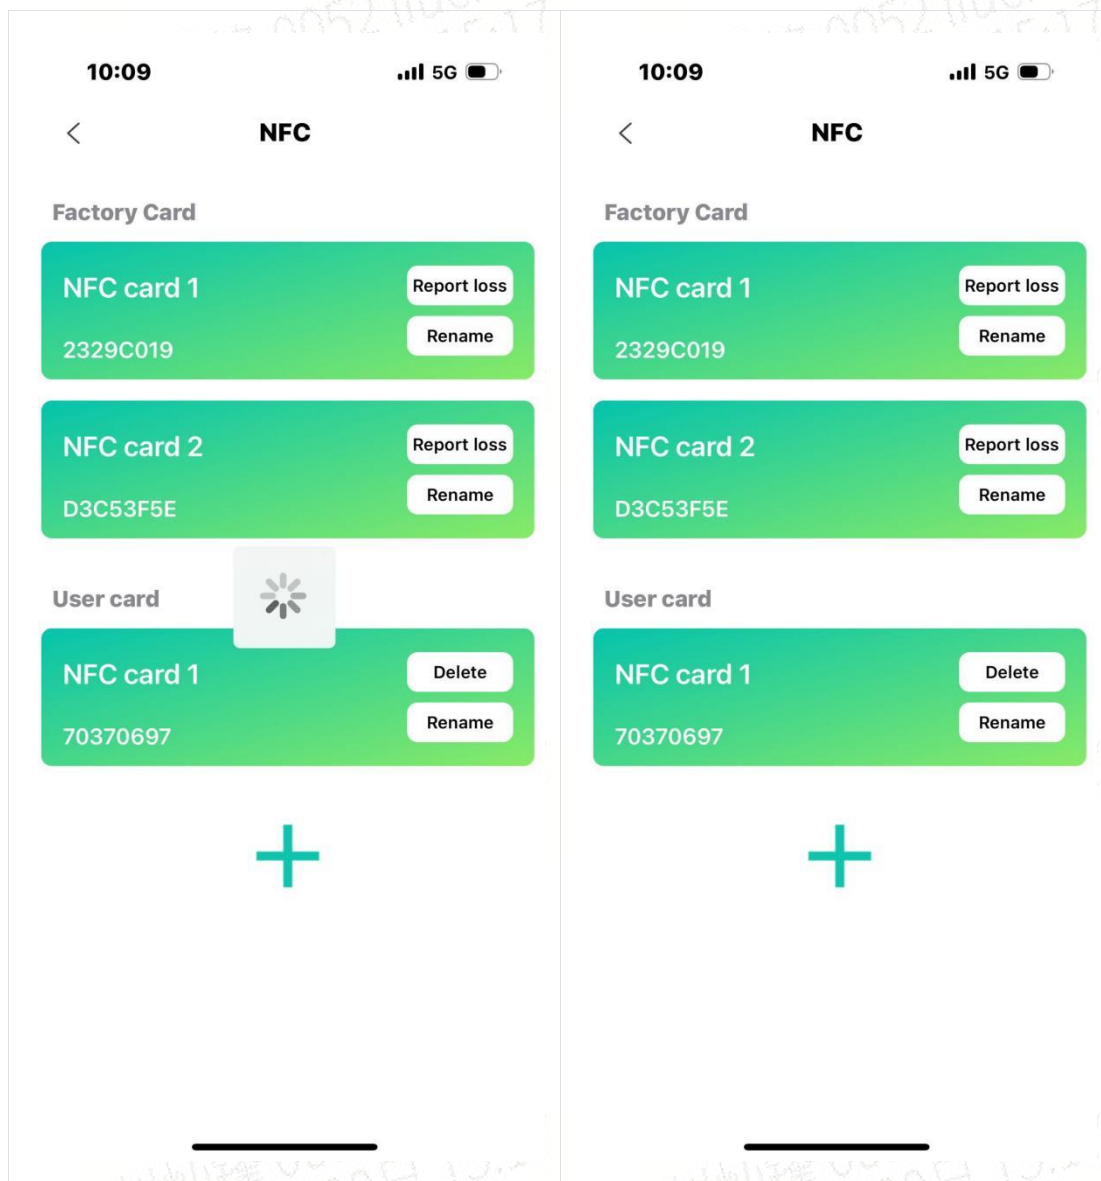 10:09
5G
NFC
Factory Card
NFC card 1
Report loss
2329C019
Rename
NFC card 2
Report loss
D3C53F5E
Rename
User card
NFC card 1
Delete
70370697
Rename
10:09
5G
NFC
Factory Card
NFC card 1
Report loss
2329C019
Rename
NFC card 2
Report loss
D3C53F5E
Rename
User card
NFC card 1
Delete
70370697
Rename